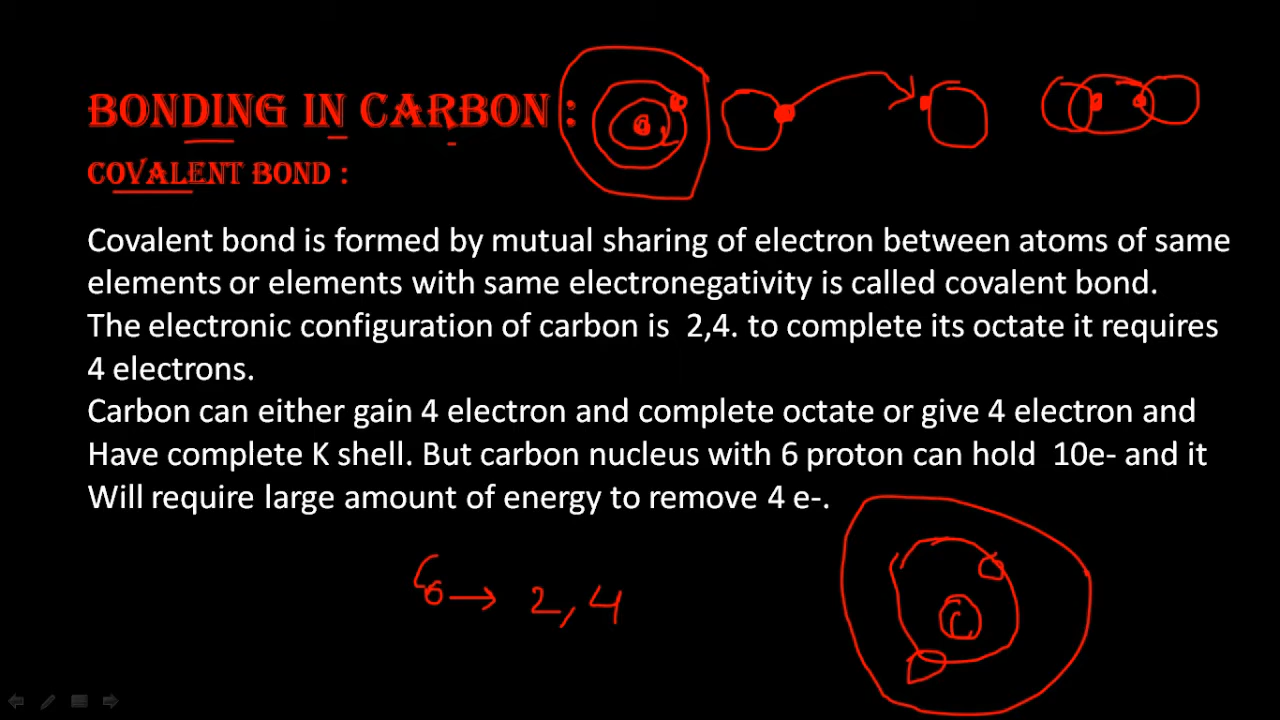 BONDING IN CARBON :
COVALENT BOND :
Covalent bond is formed by mutual sharing of electron between atoms of same
elements or elements with same electronegativity is called covalent bond.
The electronic configuration of carbon is 2,4. to complete its octate it requires
4 electrons.
Carbon can either gain 4 electron and complete octate or give 4 electron and
Have complete K shell. But carbon nucleus with 6 proton can hold 10e- and it
Will require large amount of energy to remove 4 e-.
C6 → 2,4
C